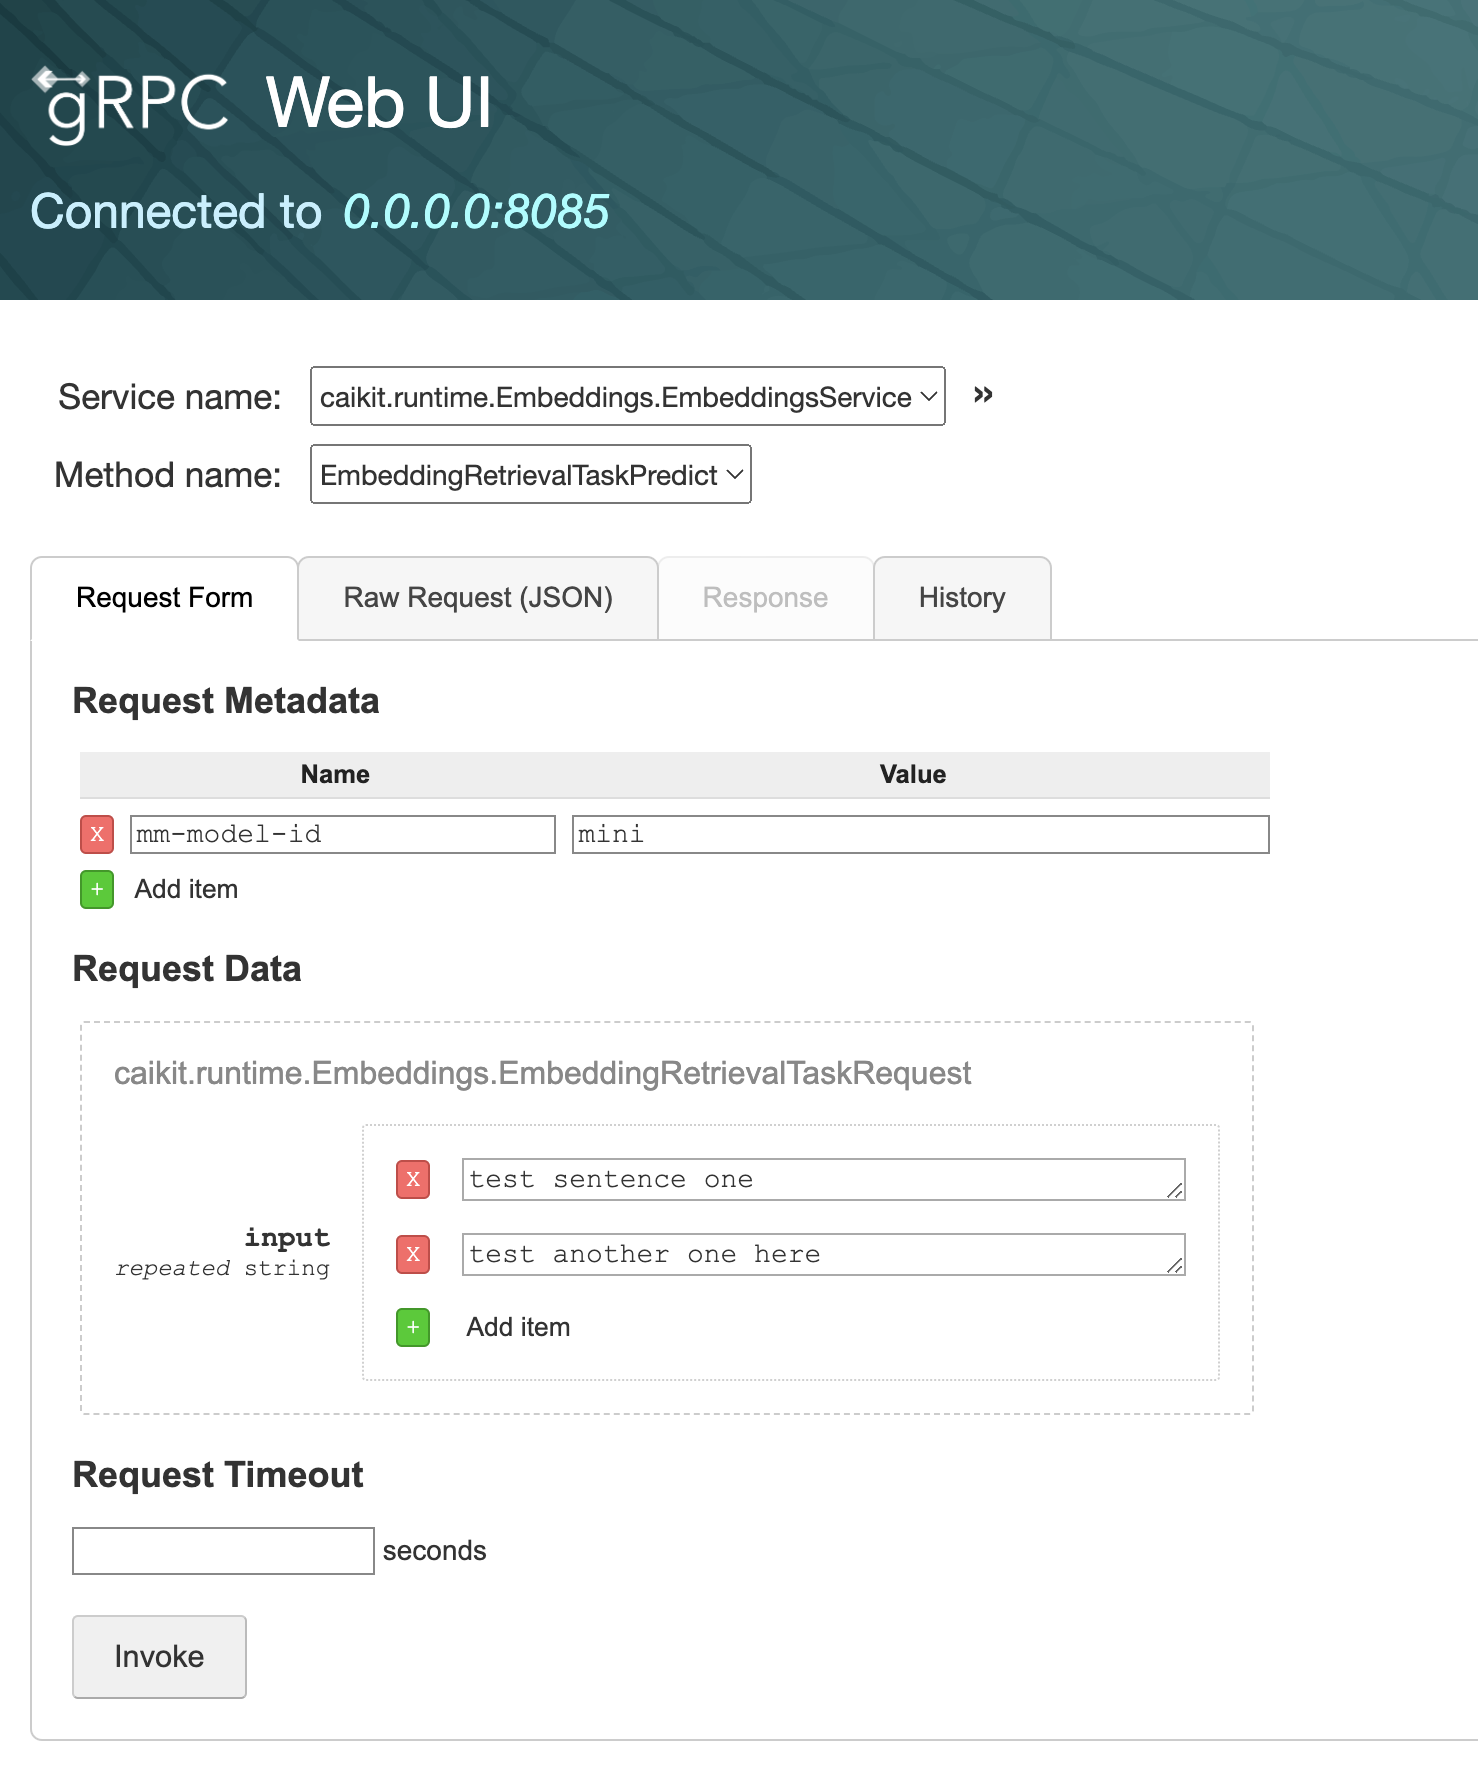 gRPC Web UI
Connected to 0.0.0.0:8085
Service name: caikit.runtime.Embeddings.EmbeddingsService »
Method name: EmbeddingRetrievalTaskPredict
Request Form Raw Request (JSON) Response History
Request Metadata
Name Value
X mm-model-id mini
+ Add item
Request Data
caikit.runtime.Embeddings.EmbeddingRetrievalTaskRequest
X test sentence one
input
repeated string
X test another one here
+ Add item
Request Timeout
seconds
Invoke